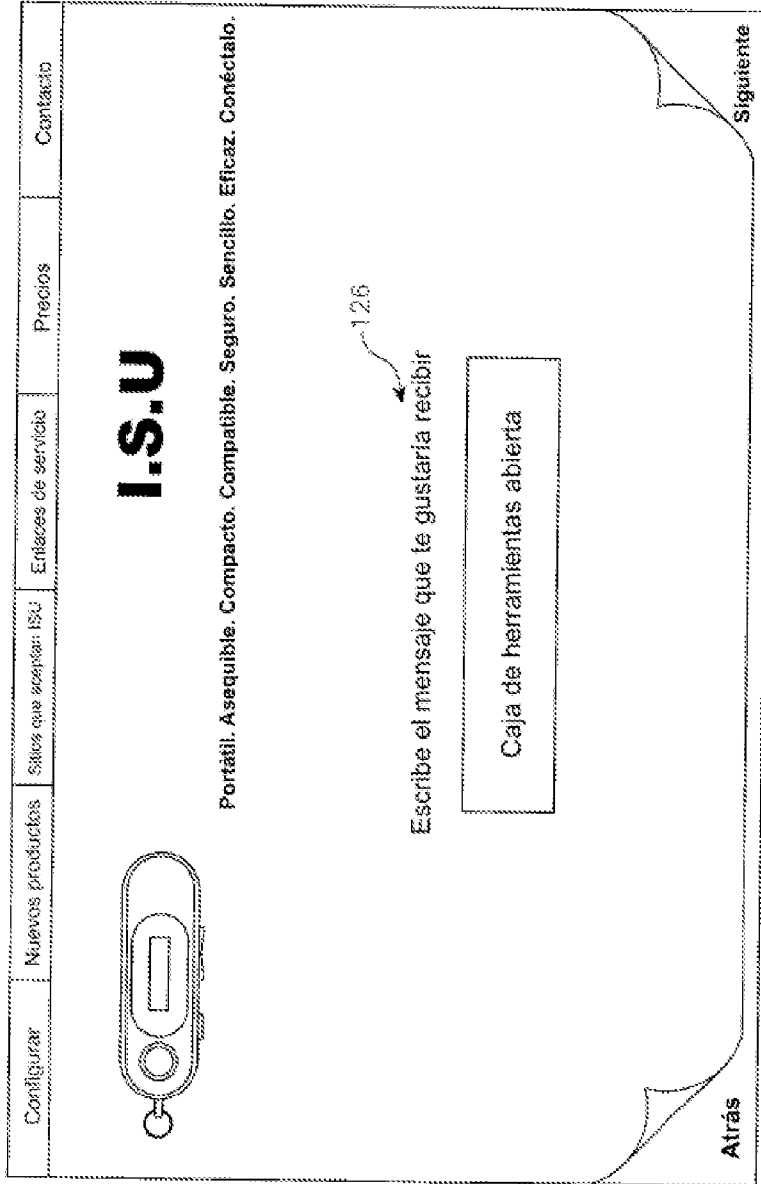 Configurar
Nuevos productos
Sitios que aceptan ISU
Enlaces de servicio
Precios
Contacto
I.S.U
Portátil. Asequible. Compacto. Compatible. Seguro. Sencillo. Eficaz. Conéctalo.
126
Escribe el mensaje que te gustaría recibir
Caja de herramientas abierta
Atrás
Siguiente